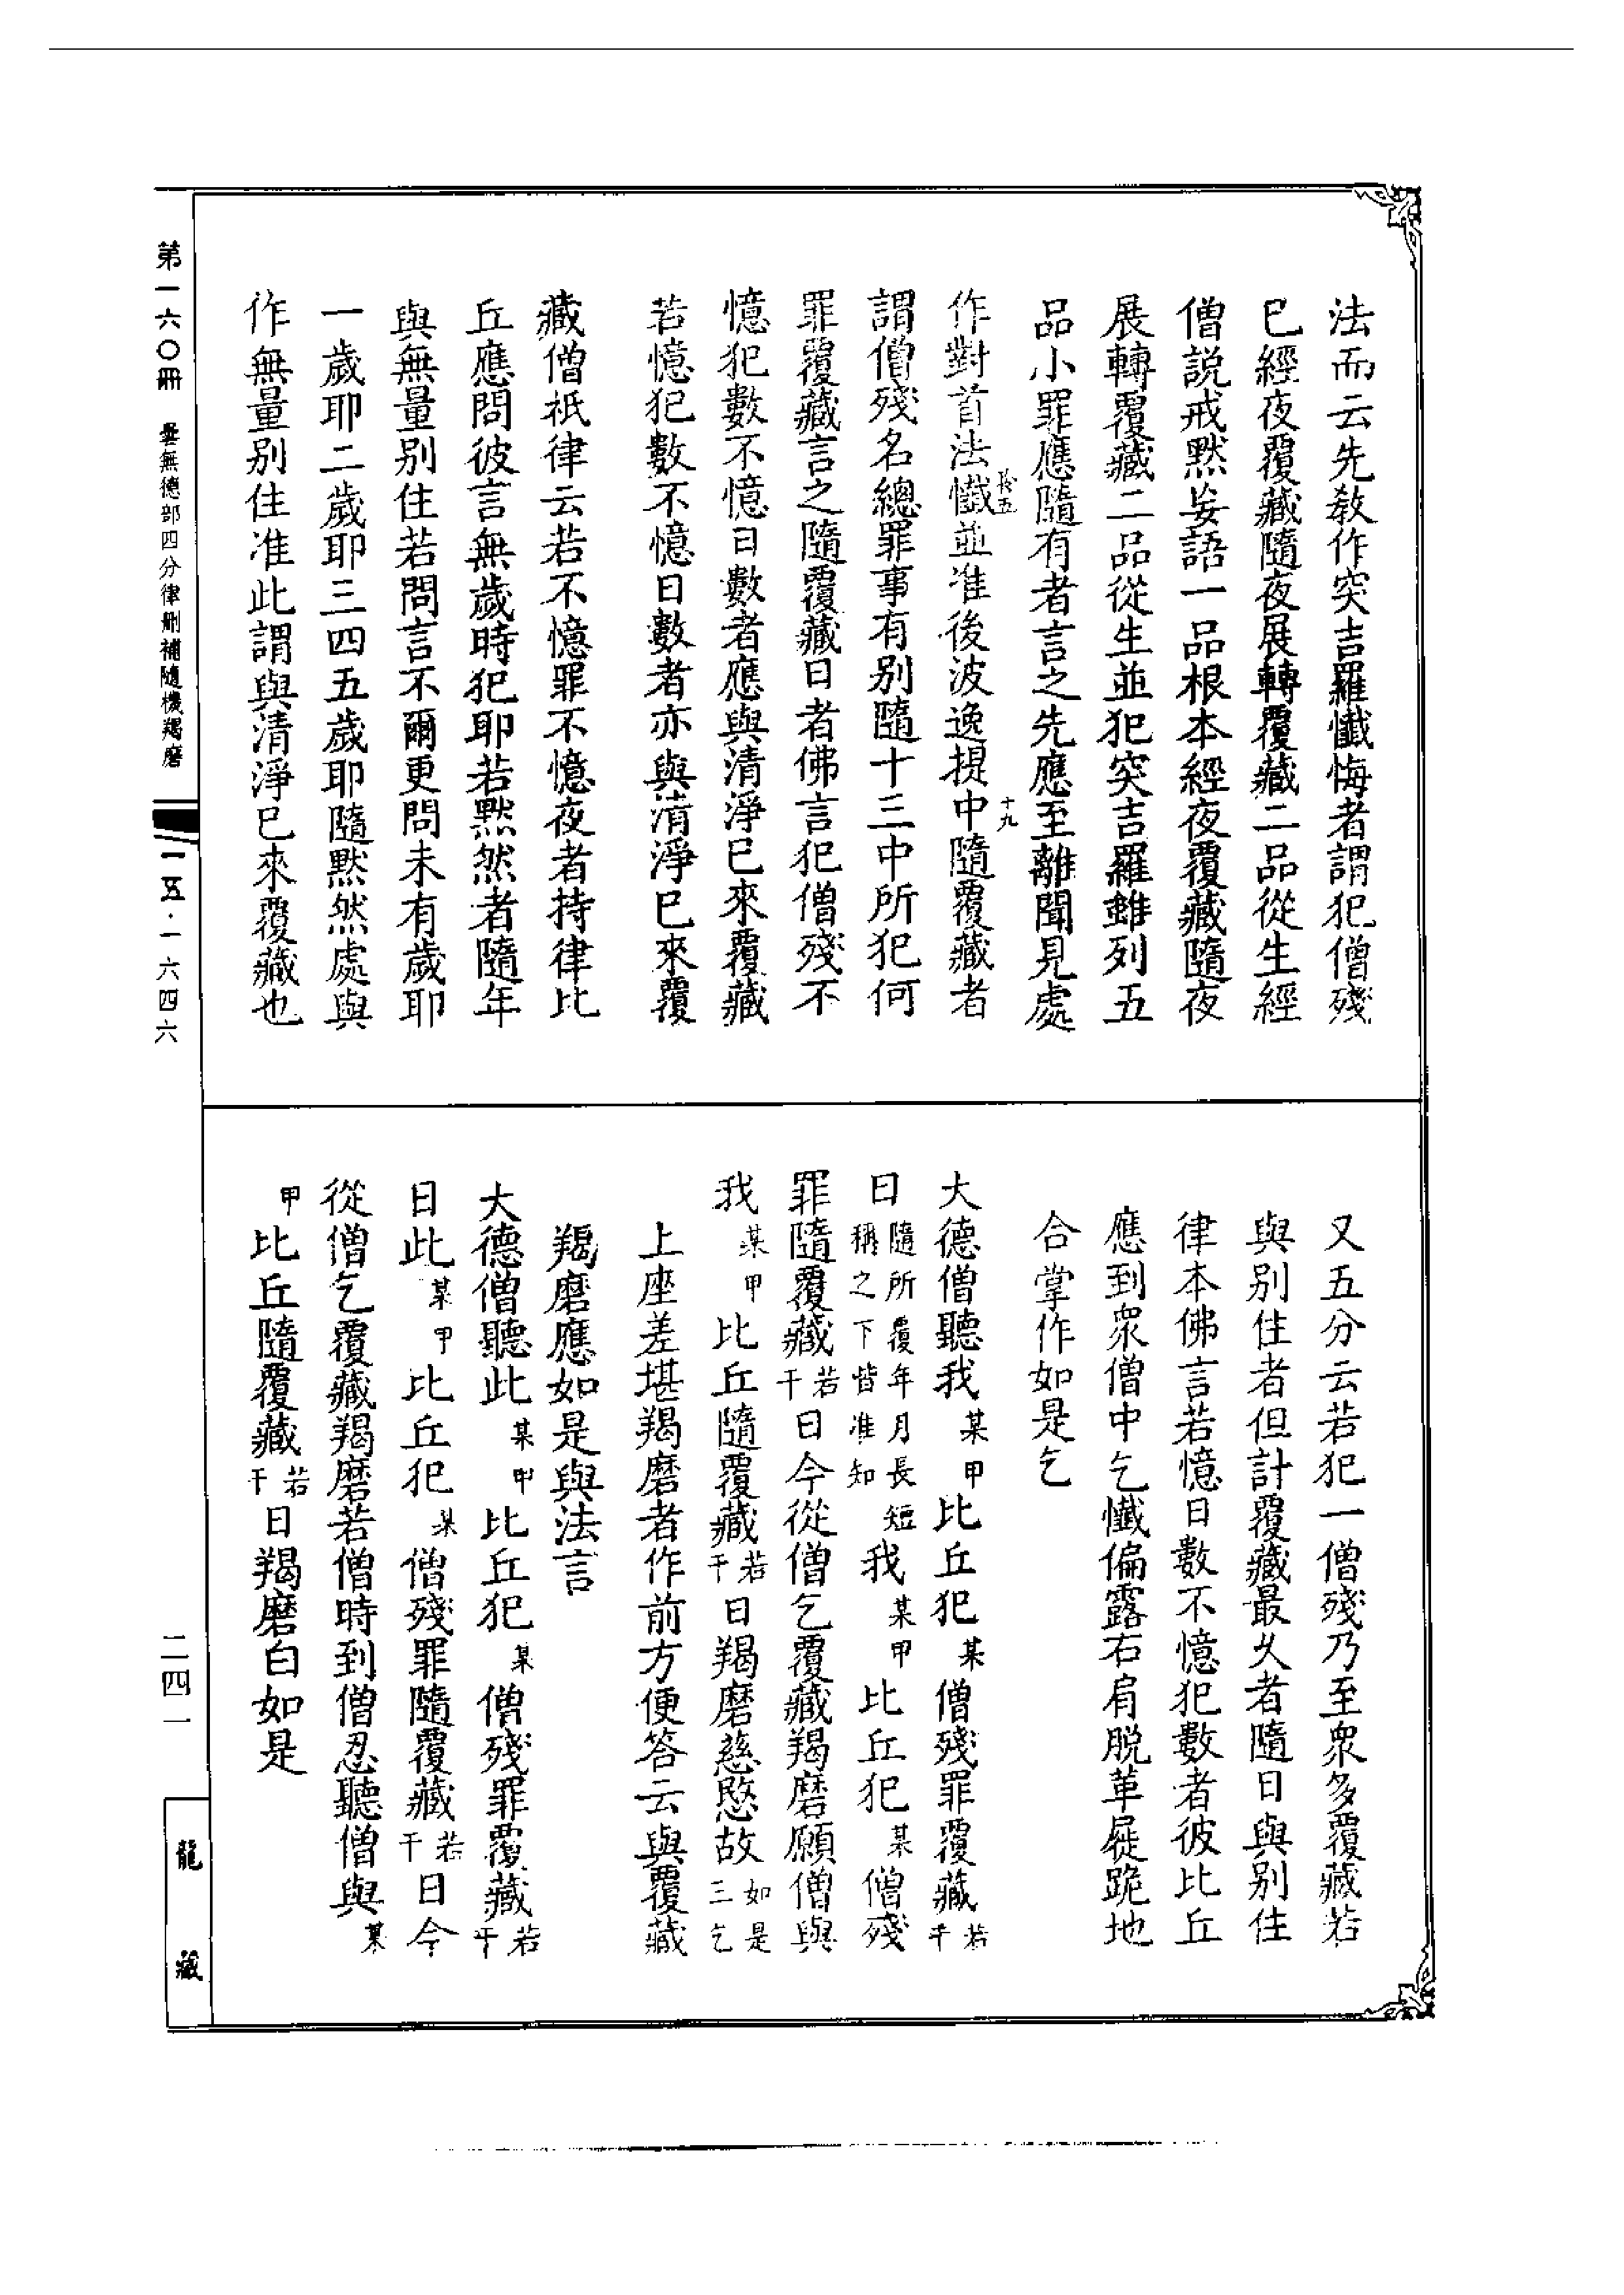 法而云先教作突吉羅懺悔者謂犯僧殘
已經夜覆藏隨夜展轉覆藏二品從生經
僧説戒默妄語一品根本經夜覆藏隨夜
展轉覆藏二品從生並犯突吉羅雖列五
品小罪應隨有者言之先應至離聞見處
作對首法懺並准後波逸提中隨覆藏者
謂僧殘名總罪事有别隨十三中所犯何
罪覆藏言之隨覆藏日者佛言犯僧殘不
憶犯數不憶日數者應與清淨已來覆藏
若憶犯數不憶日數者亦與清淨已來覆
藏僧祇律云若不憶罪不憶夜者持律比
丘應問彼言無歲時犯耶若默然者隨年
與無量别住若問言不爾更問未有歲耶
一歲耶二歲耶三四五歲耶隨默然處與
作無量别住准此謂與清淨已來覆藏也
又五分云若犯一僧殘乃至衆多覆藏若
與别住者但計覆藏最久者隨日與别住
律本佛言若憶日數不憶犯數者彼比丘
應到衆僧中乞懺偏露右肩脱革屣跪地
合掌作如是乞
大德僧聽我某甲比丘犯某僧殘罪覆藏若干
日隨所覆年月長短稱之下皆准知我某甲比丘犯某僧殘
罪隨覆藏若干日今從僧乞覆藏羯磨願僧與
我某甲比丘隨覆藏若干日羯磨慈愍故如是三乞
上座差堪羯磨者作前方便答云與覆藏
羯磨應如是與法言
大德僧聽此某甲比丘犯某僧殘罪覆藏若干
日此某甲比丘犯某僧殘罪隨覆藏若干日今
從僧乞覆藏羯磨若僧時到僧忍聽僧與某
甲比丘隨覆藏若干日羯磨白如是
第一六〇冊 曇無德部四分律刪補隨機羯磨
一五·一六四六
二四一
龍藏
十九